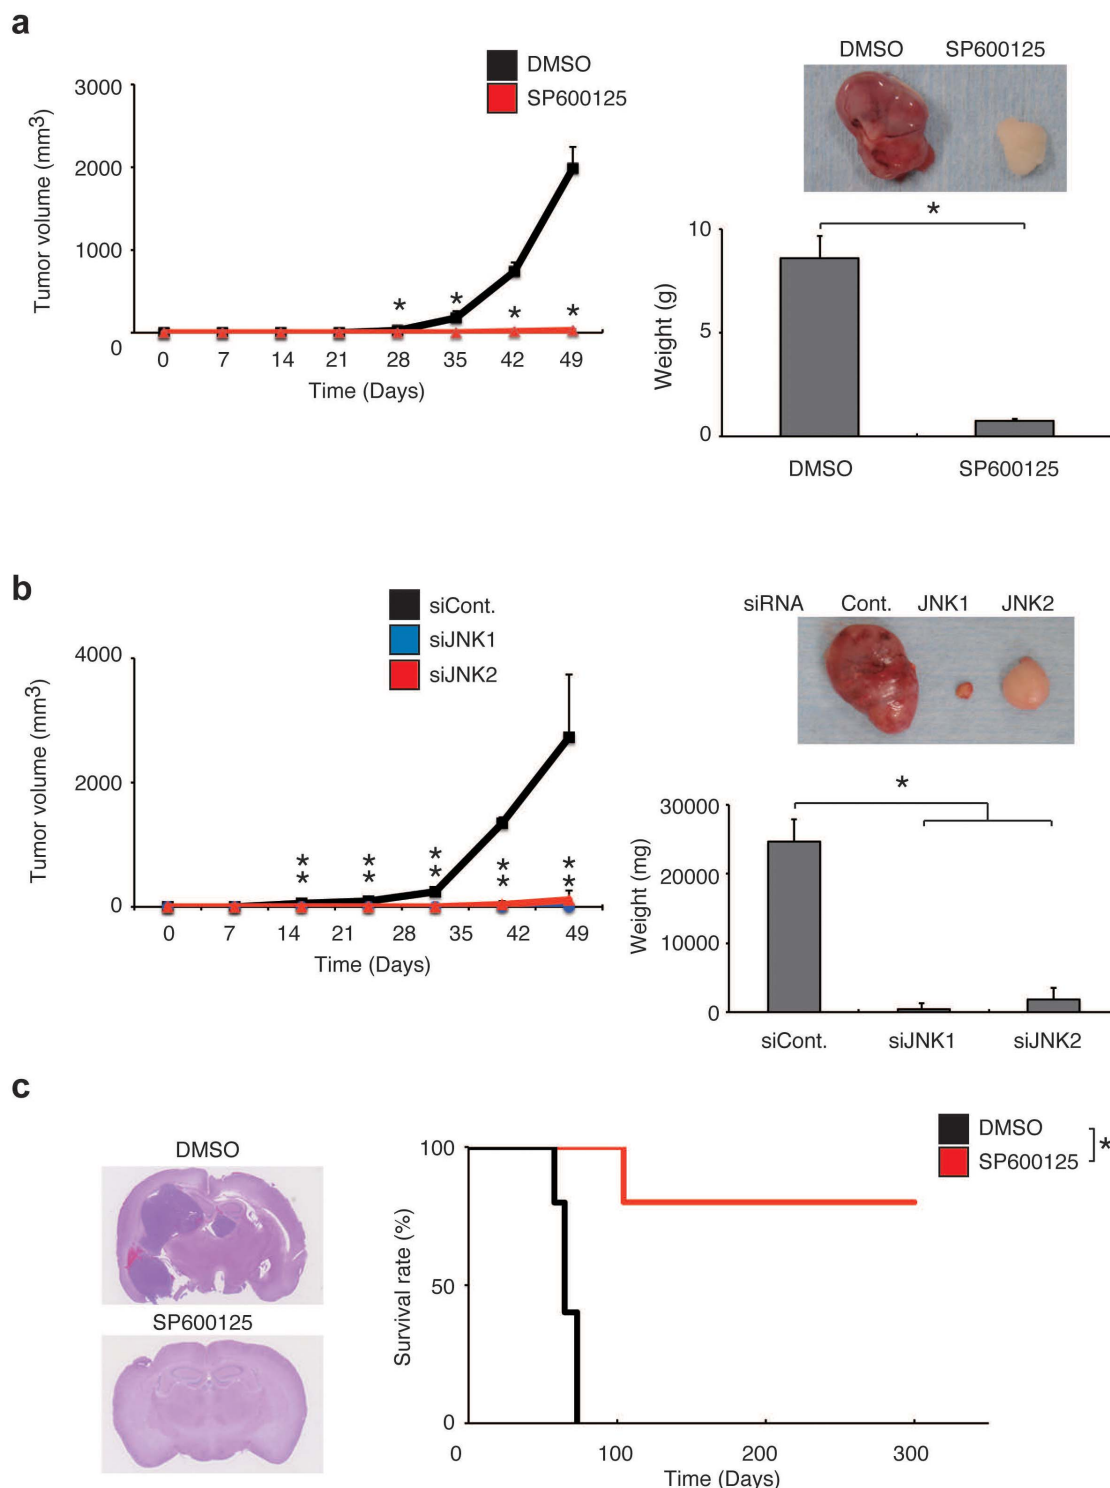 a
DMSO
SP600125
Tumor volume (mm3)
3000
2000
1000
0
* * * *
0 7 14 21 28 35 42 49
Time (Days)
DMSO SP600125
*
Weight (g)
10
5
0
DMSO SP600125
b
siCont.
siJNK1
siJNK2
Tumor volume (mm3)
4000
2000
0
* * * * *
* * * * *
0 7 14 21 28 35 42 49
Time (Days)
siRNA Cont. JNK1 JNK2
*
Weight (mg)
30000
20000
10000
0
siCont. siJNK1 siJNK2
c
DMSO
SP600125
DMSO
SP600125
*
Survival rate (%)
100
50
0
0 100 200 300
Time (Days)